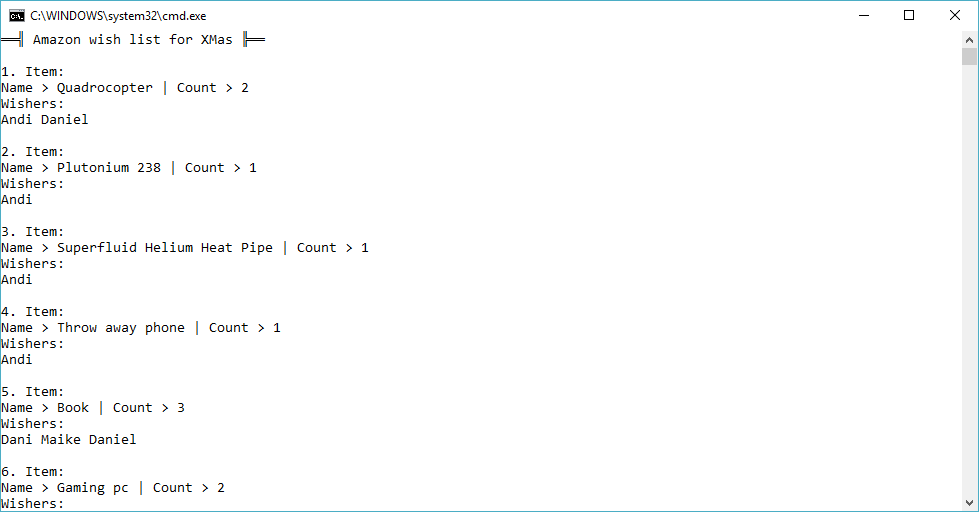 C:\WINDOWS\system32\cmd.exe
══╣ Amazon wish list for XMas ╠══
1. Item:
Name > Quadrocopter | Count > 2
Wishers:
Andi Daniel
2. Item:
Name > Plutonium 238 | Count > 1
Wishers:
Andi
3. Item:
Name > Superfluid Helium Heat Pipe | Count > 1
Wishers:
Andi
4. Item:
Name > Throw away phone | Count > 1
Wishers:
Andi
5. Item:
Name > Book | Count > 3
Wishers:
Dani Maike Daniel
6. Item:
Name > Gaming pc | Count > 2
Wishers: